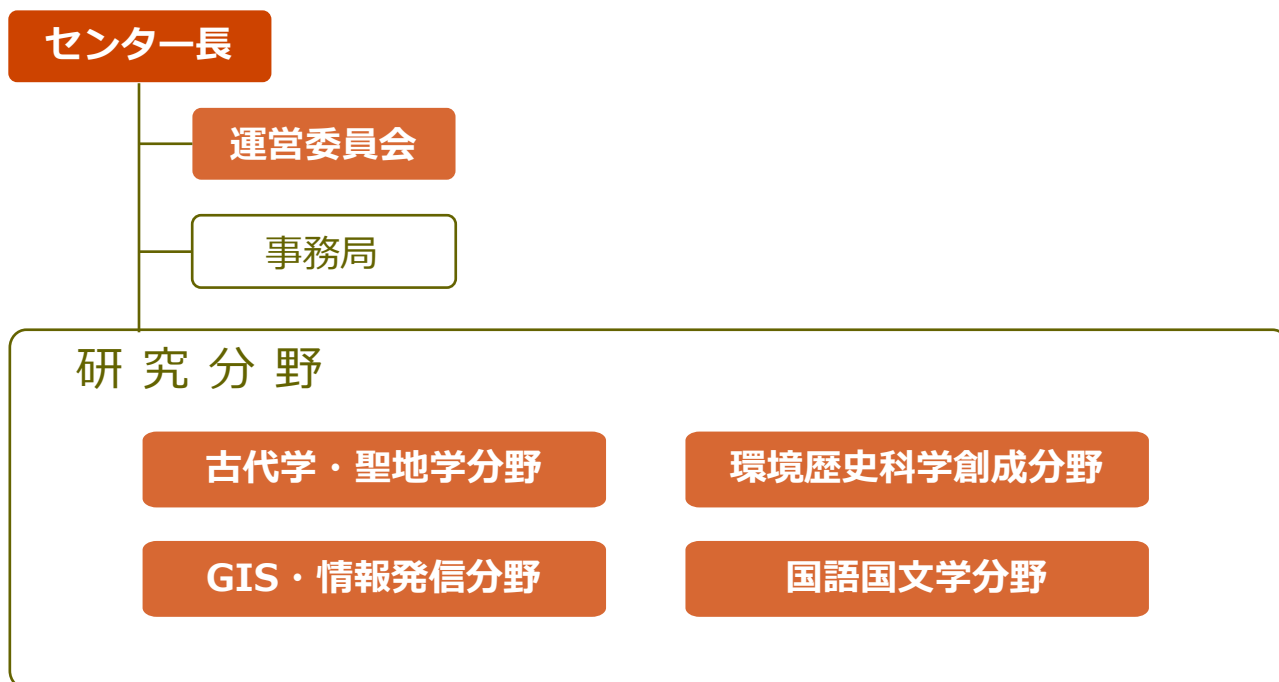 センター長
運営委員会
事務局
研究分野
古代学・聖地学分野
環境歴史科学創成分野
GIS・情報発信分野
国語国文学分野